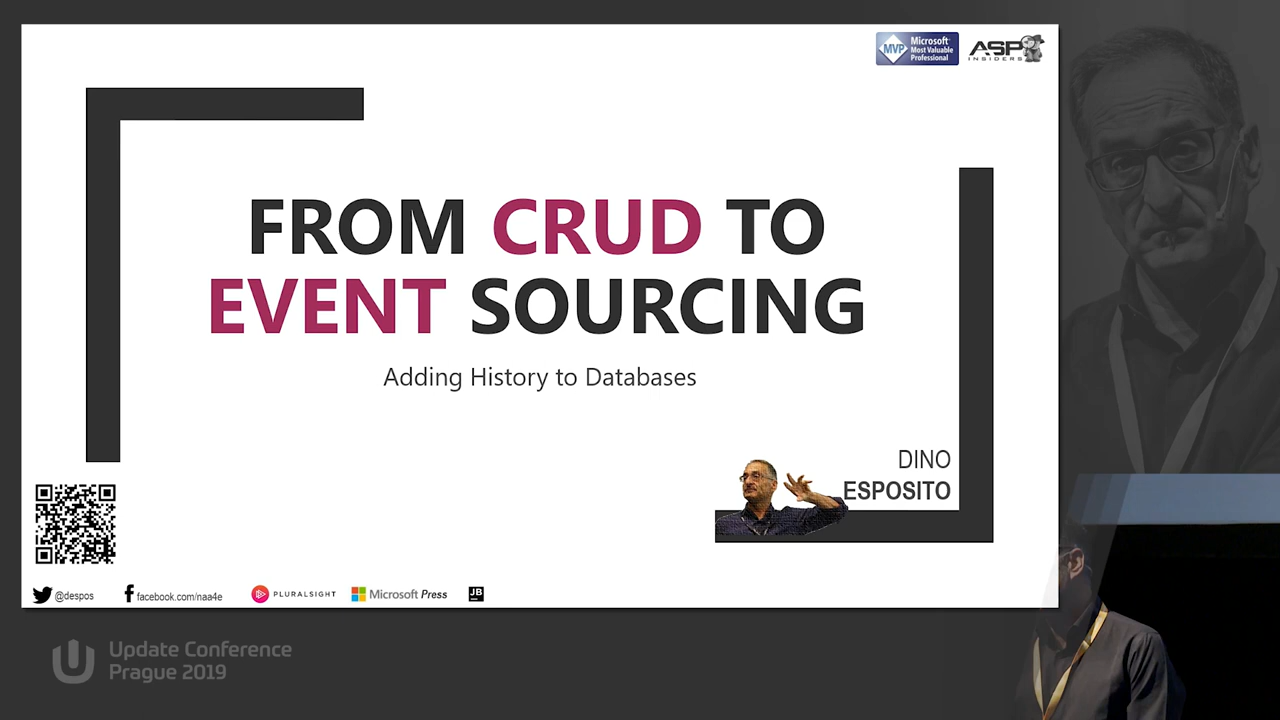 MVP
Microsoft®
Most Valuable
Professional
ASP
INSIDERS
FROM CRUD TO
EVENT SOURCING
Adding History to Databases
DINO
ESPOSITO
@despos
facebook.com/naa4e
PLURALSIGHT
Microsoft Press
JB
Update Conference
Prague 2019